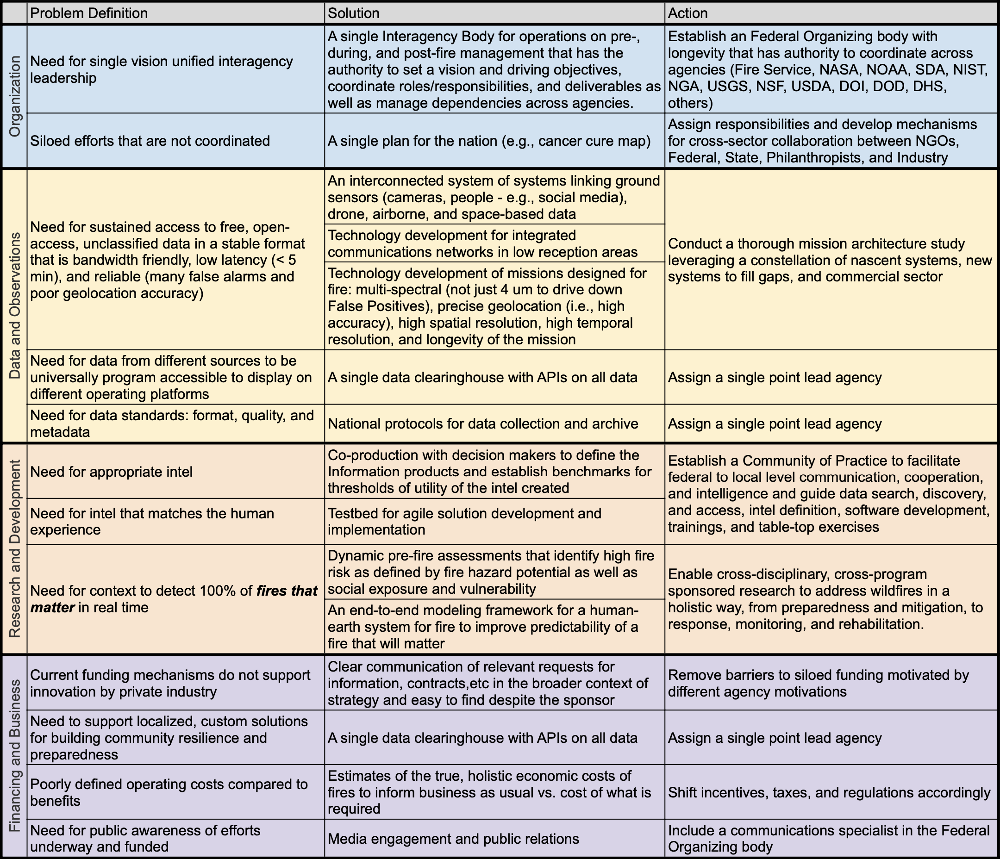 Problem Definition
Solution
Action
Organization
Need for single vision unified interagency
leadership
A single Interagency Body for operations on pre-,
during, and post-fire management that has the
authority to set a vision and driving objectives,
coordinate roles/responsibilities, and deliverables as
well as manage dependencies across agencies.
Establish an Federal Organizing body with
longevity that has authority to coordinate across
agencies (Fire Service, NASA, NOAA, SDA, NIST,
NGA, USGS, NSF, USDA, DOI, DOD, DHS,
others)
Siloed efforts that are not coordinated
A single plan for the nation (e.g., cancer cure map)
Assign responsibilities and develop mechanisms
for cross-sector collaboration between NGOs,
Federal, State, Philanthropists, and Industry
Data and Observations
Need for sustained access to free, open-
access, unclassified data in a stable format
that is bandwidth friendly, low latency (< 5
min), and reliable (many false alarms and
poor geolocation accuracy)
An interconnected system of systems linking ground
sensors (cameras, people - e.g., social media),
drone, airborne, and space-based data
Technology development for integrated
communications networks in low reception areas
Technology development of missions designed for
fire: multi-spectral (not just 4 um to drive down
False Positives), precise geolocation (i.e., high
accuracy), high spatial resolution, high temporal
resolution, and longevity of the mission
Conduct a thorough mission architecture study
leveraging a constellation of nascent systems, new
systems to fill gaps, and commercial sector
Need for data from different sources to be
universally program accessible to display on
different operating platforms
A single data clearinghouse with APIs on all data
Assign a single point lead agency
Need for data standards: format, quality, and
metadata
National protocols for data collection and archive
Assign a single point lead agency
Research and Development
Need for appropriate intel
Co-production with decision makers to define the
Information products and establish benchmarks for
thresholds of utility of the intel created
Establish a Community of Practice to facilitate
federal to local level communication, cooperation,
and intelligence and guide data search, discovery,
and access, intel definition, software development,
trainings, and table-top exercises
Need for intel that matches the human
experience
Testbed for agile solution development and
implementation
Need for context to detect 100% of fires that
matter in real time
Dynamic pre-fire assessments that identify high fire
risk as defined by fire hazard potential as well as
social exposure and vulnerability
An end-to-end modeling framework for a human-
earth system for fire to improve predictability of a
fire that will matter
Enable cross-disciplinary, cross-program
sponsored research to address wildfires in a
holistic way, from preparedness and mitigation, to
response, monitoring, and rehabilitation.
Financing and Business
Current funding mechanisms do not support
innovation by private industry
Clear communication of relevant requests for
information, contracts,etc in the broader context of
strategy and easy to find despite the sponsor
Remove barriers to siloed funding motivated by
different agency motivations
Need to support localized, custom solutions
for building community resilience and
preparedness
A single data clearinghouse with APIs on all data
Assign a single point lead agency
Poorly defined operating costs compared to
benefits
Estimates of the true, holistic economic costs of
fires to inform business as usual vs. cost of what is
required
Shift incentives, taxes, and regulations accordingly
Need for public awareness of efforts
underway and funded
Media engagement and public relations
Include a communications specialist in the Federal
Organizing body